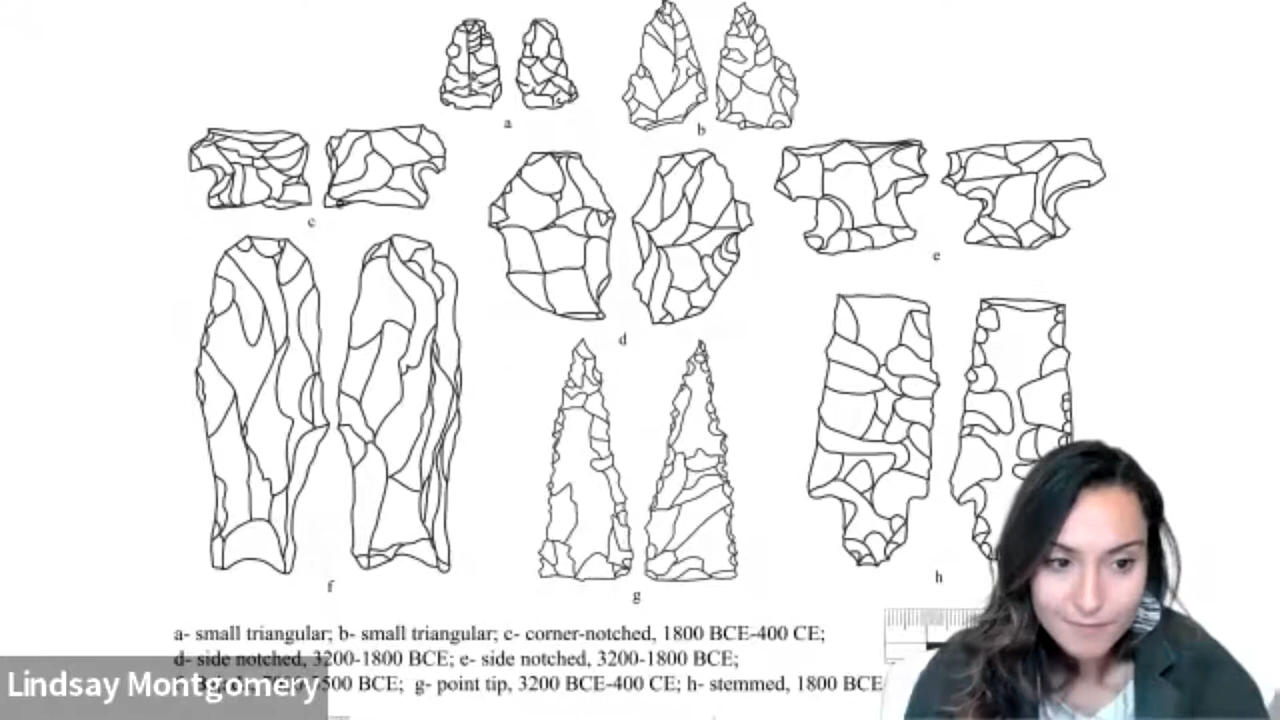 a
b
c
d
e
f
g
h
a- small triangular; b- small triangular; c- corner-notched, 1800 BCE-400 CE;
d- side notched, 3200-1800 BCE; e- side notched, 3200-1800 BCE;
500 BCE; g- point tip, 3200 BCE-400 CE; h- stemmed, 1800 BCE
Lindsay Montgomery